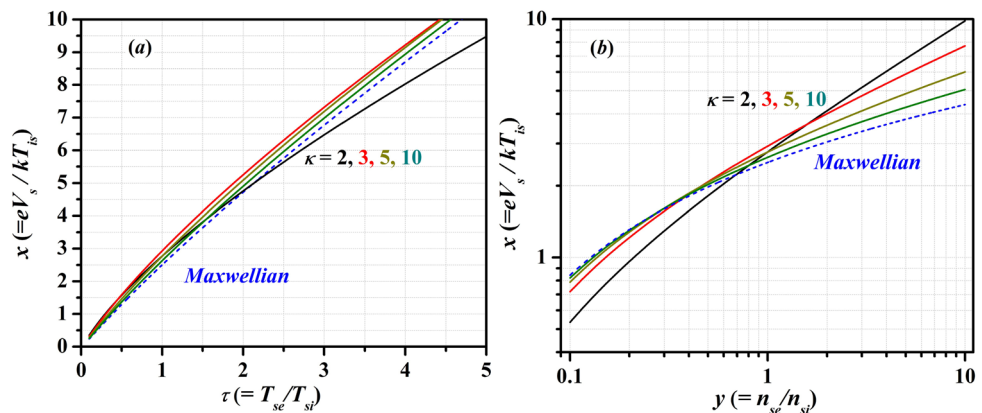 (a)
x (=eV_s / kT_is)
10
9
8
7
6
5
4
3
2
1
0
κ = 2, 3, 5, 10
Maxwellian
0 1 2 3 4 5
τ (= T_se/T_si)
(b)
x (=eV_s / kT_is)
10
1
κ = 2, 3, 5, 10
Maxwellian
0.1 1 10
y (= n_se/n_si)